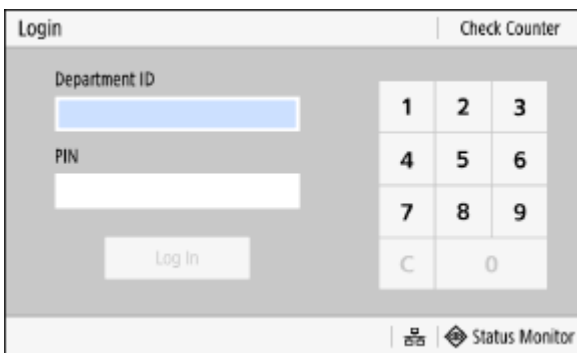 Login
Check Counter
Department ID
PIN
1 2 3
4 5 6
7 8 9
C 0
Log In
Status Monitor